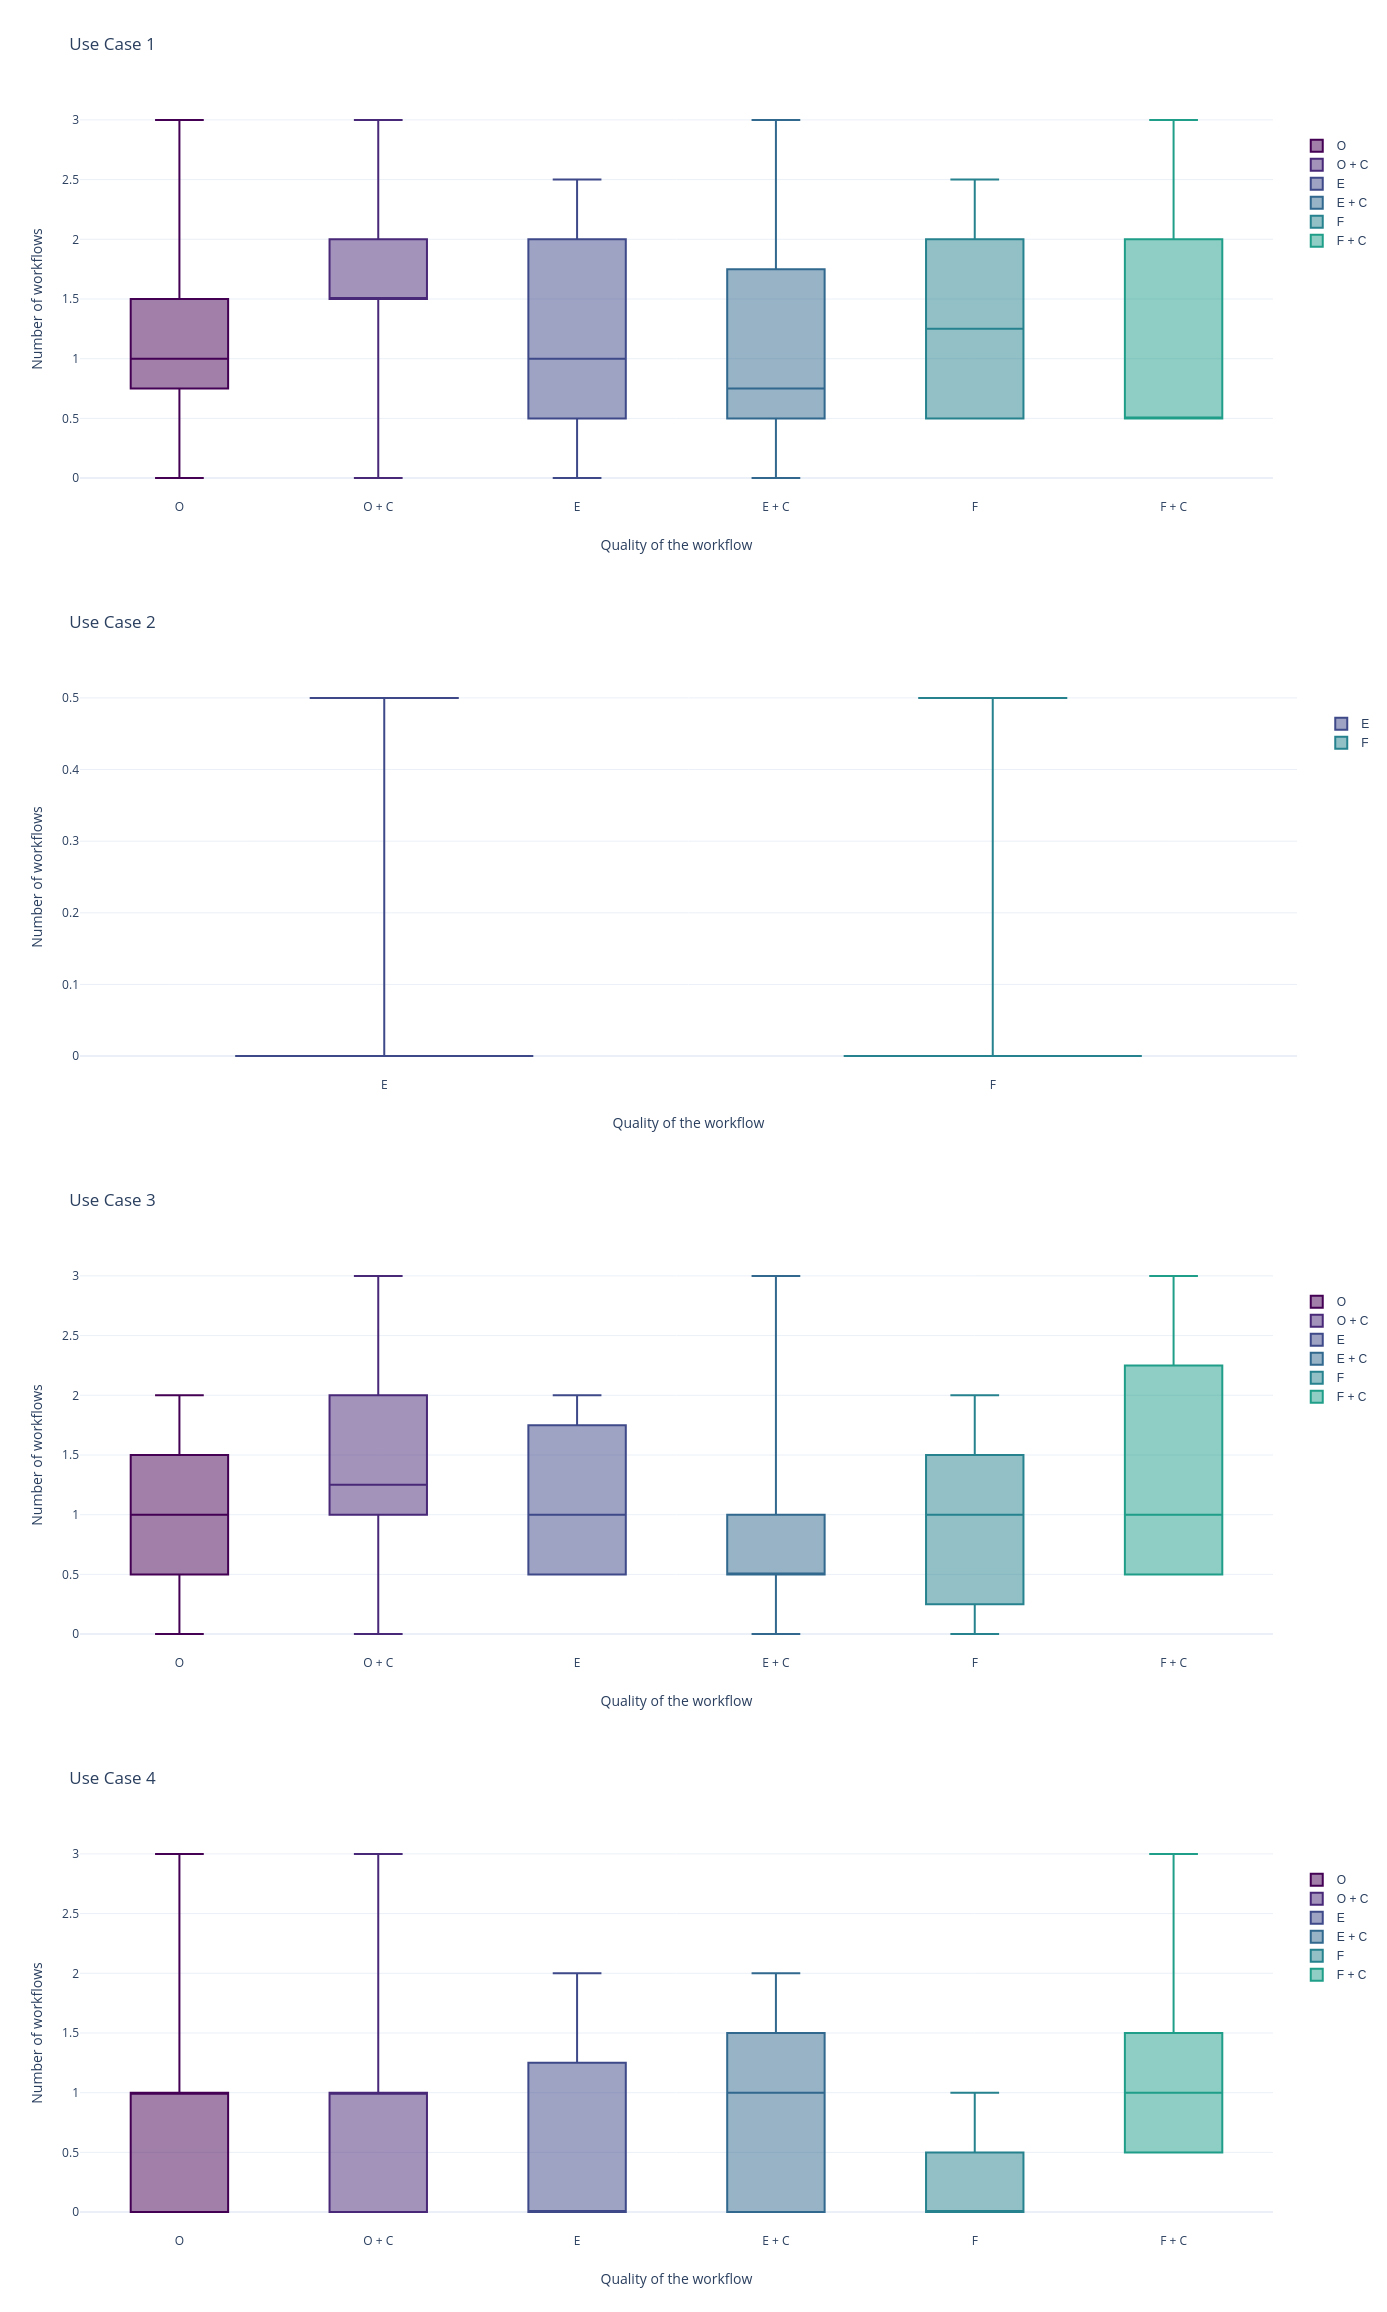 Use Case 1
3
2.5
2
1.5
1
0.5
0
Number of workflows
O
O + C
E
E + C
F
F + C
Quality of the workflow
O
O + C
E
E + C
F
F + C
Use Case 2
0.5
0.4
0.3
0.2
0.1
0
Number of workflows
E
F
Quality of the workflow
E
F
Use Case 3
3
2.5
2
1.5
1
0.5
0
Number of workflows
O
O + C
E
E + C
F
F + C
Quality of the workflow
O
O + C
E
E + C
F
F + C
Use Case 4
3
2.5
2
1.5
1
0.5
0
Number of workflows
O
O + C
E
E + C
F
F + C
Quality of the workflow
O
O + C
E
E + C
F
F + C